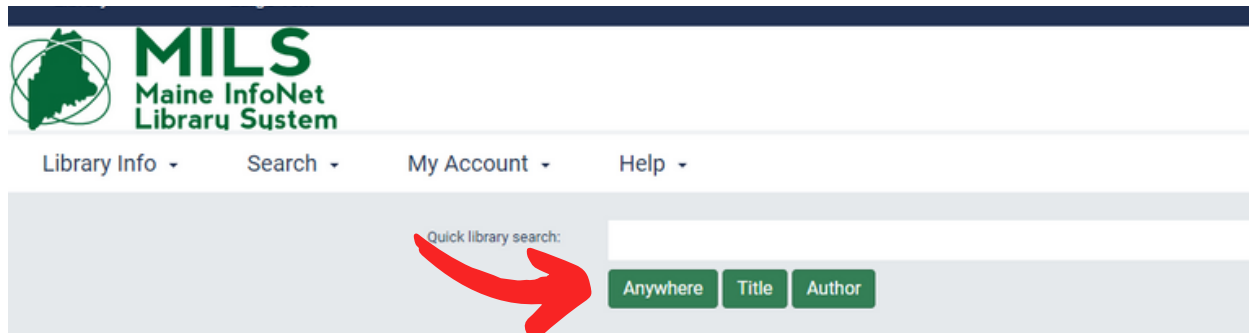 MILS
Maine InfoNet
Library System
Library Info
Search
My Account
Help
Quick library search:
Anywhere
Title
Author